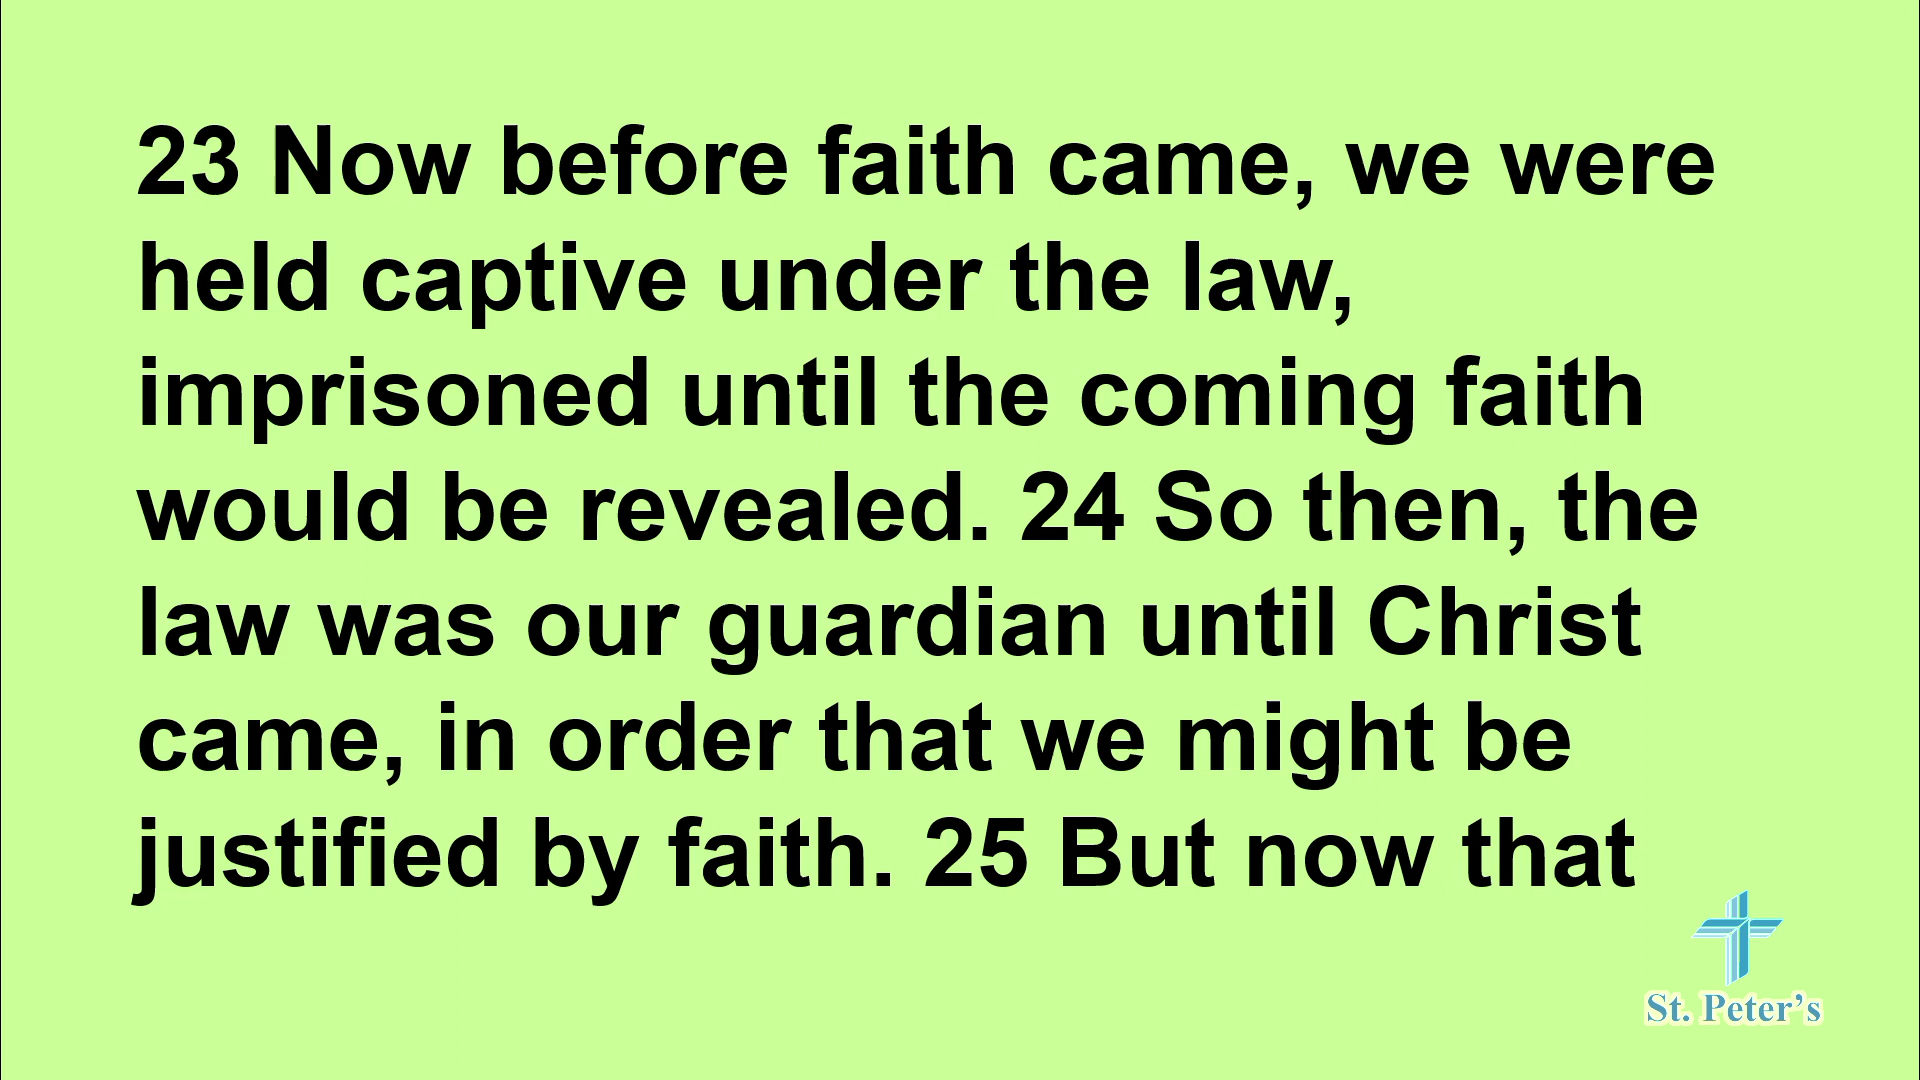 23 Now before faith came, we were
held captive under the law,
imprisoned until the coming faith
would be revealed. 24 So then, the
law was our guardian until Christ
came, in order that we might be
justified by faith. 25 But now that
St. Peter’s